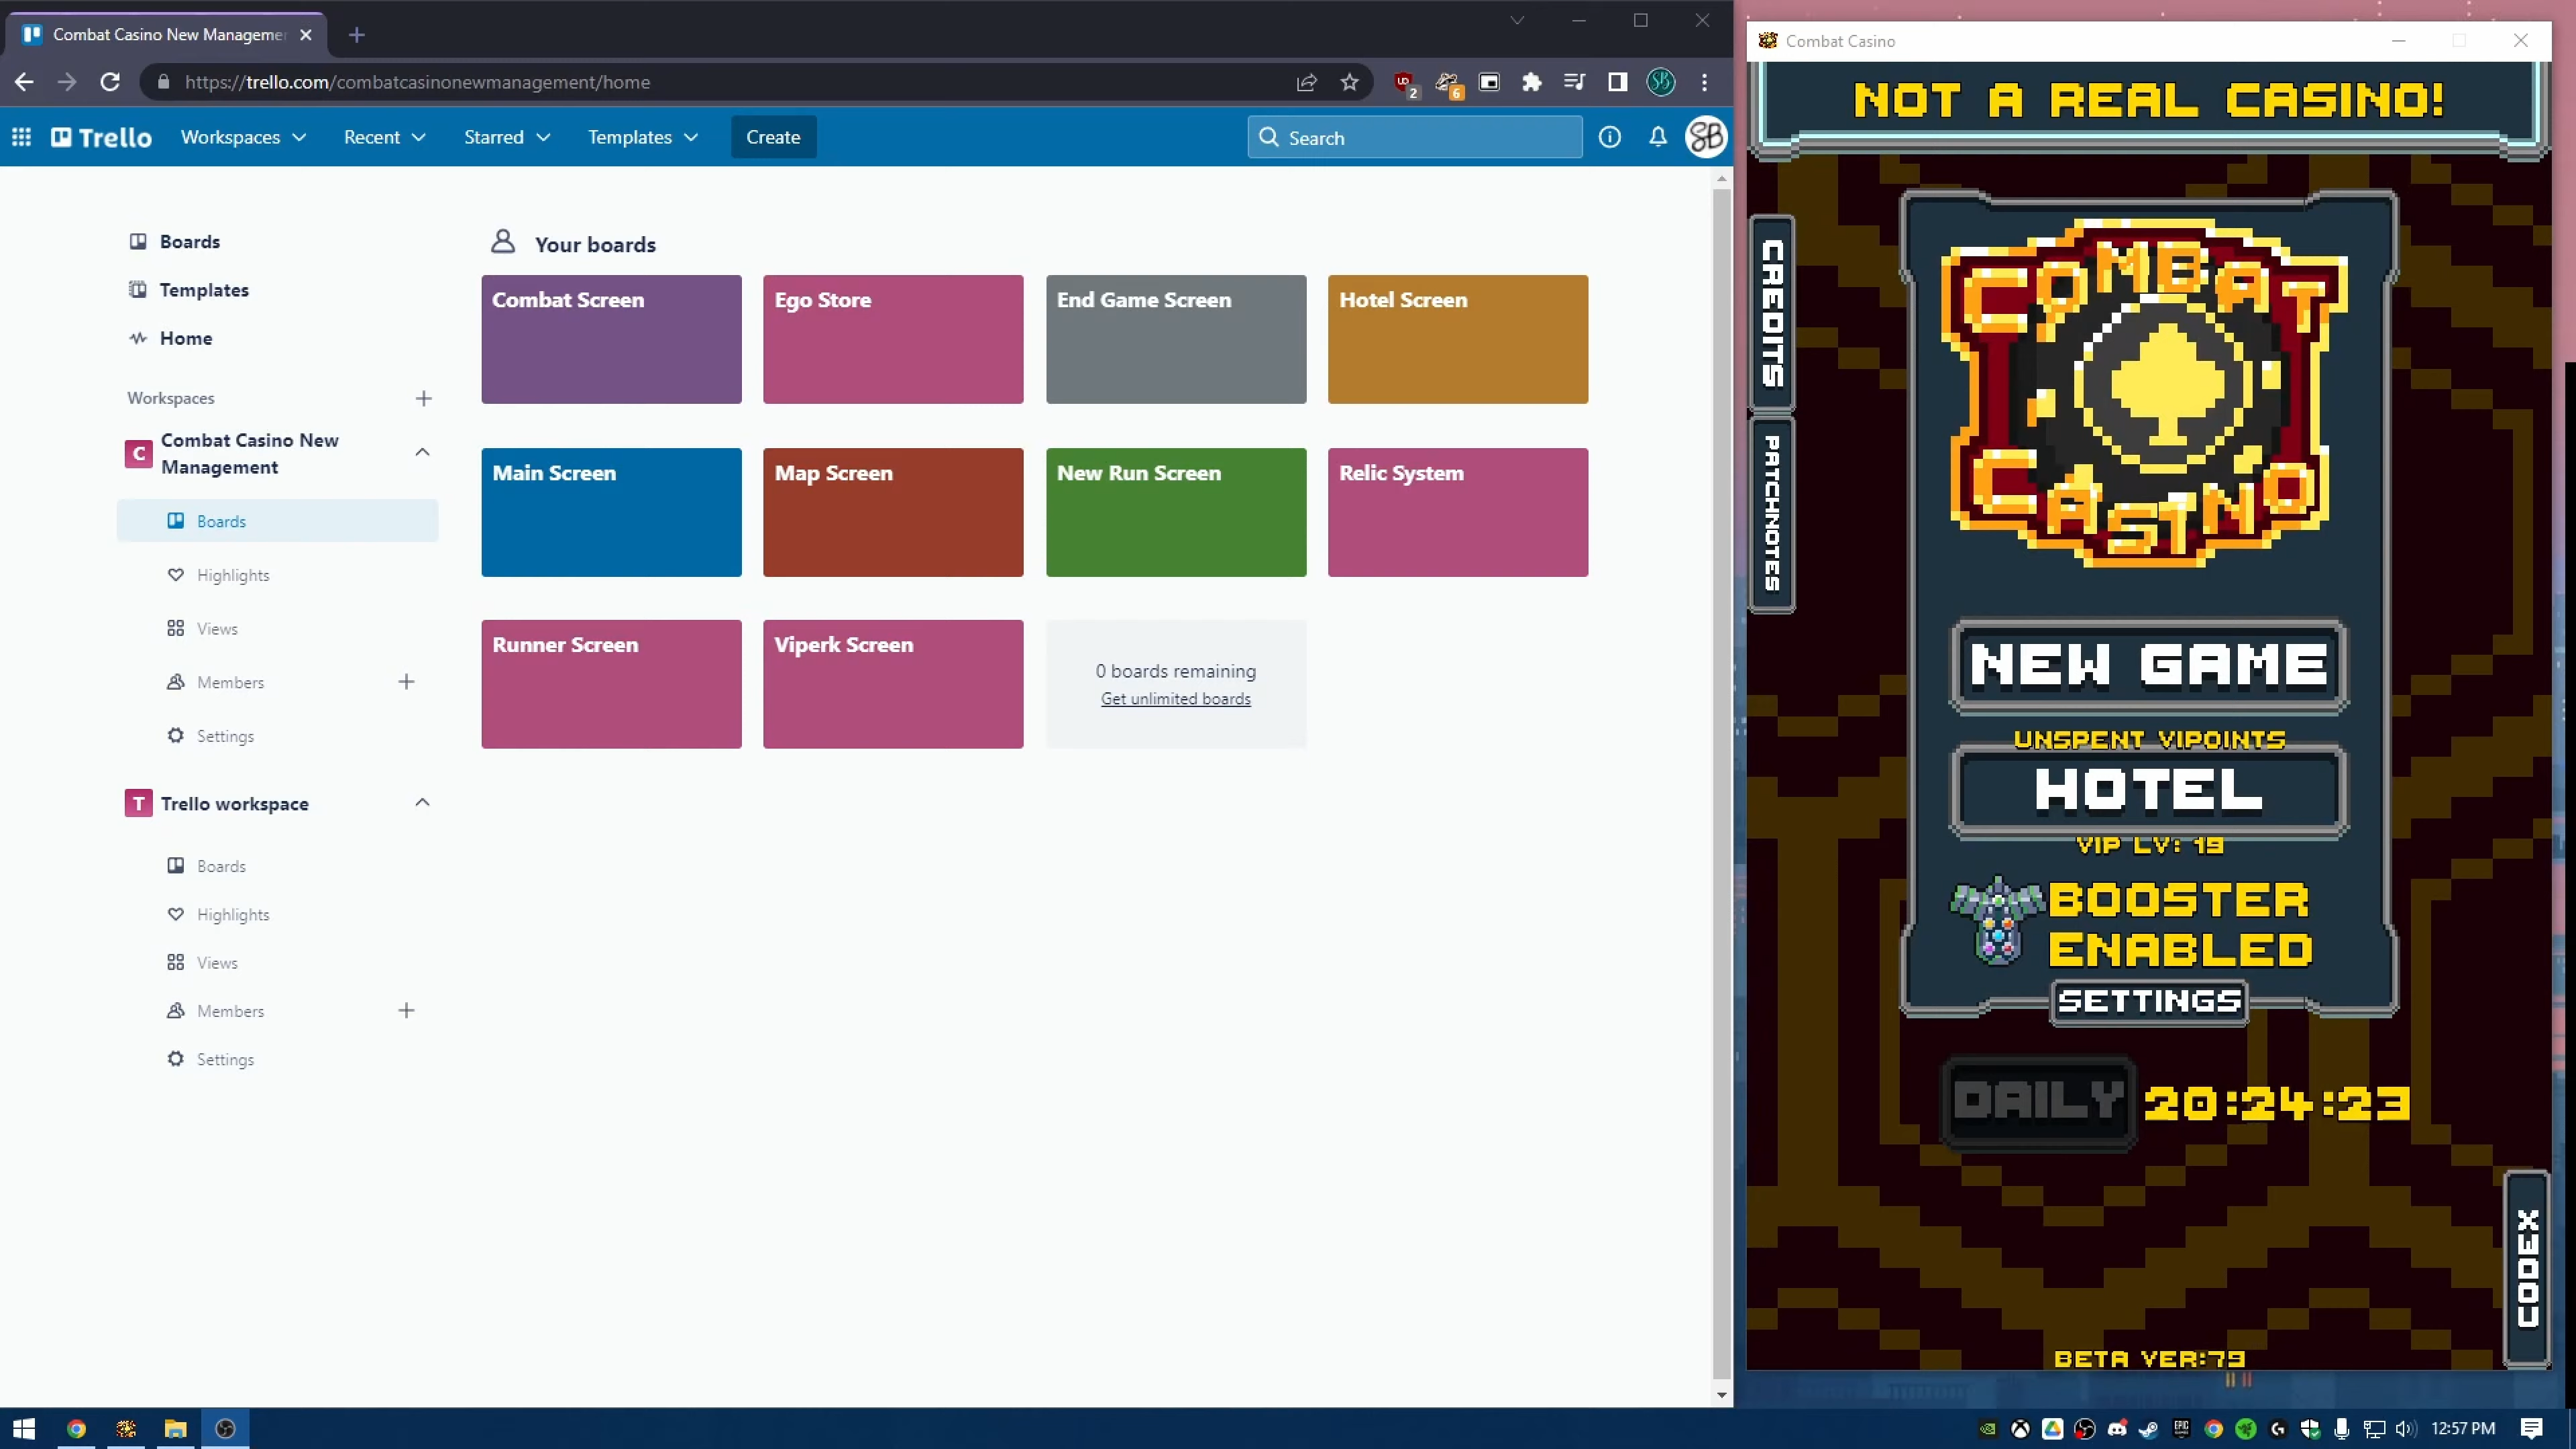 Combat Casino New Manageme
https://trello.com/combatcasinonewmanagement/home
2
6
SB
Trello
Workspaces
Recent
Starred
Templates
Create
Search
SB
Boards
Templates
Home
Workspaces
C
Combat Casino New
Management
Boards
Highlights
Views
Members
Settings
T
Trello workspace
Boards
Highlights
Views
Members
Settings
Your boards
Combat Screen
Ego Store
End Game Screen
Hotel Screen
Main Screen
Map Screen
New Run Screen
Relic System
Runner Screen
Viperk Screen
0 boards remaining
Get unlimited boards
Combat Casino
NOT A REAL CASINO!
CREDITS
PATCHNOTES
COMBAT
CASINO
NEW GAME
UNSPENT VIPOINTS
HOTEL
VIP LV: 19
BOOSTER
ENABLED
SETTINGS
DAILY
20:24:23
CODEX
BETA VER:79
12:57 PM